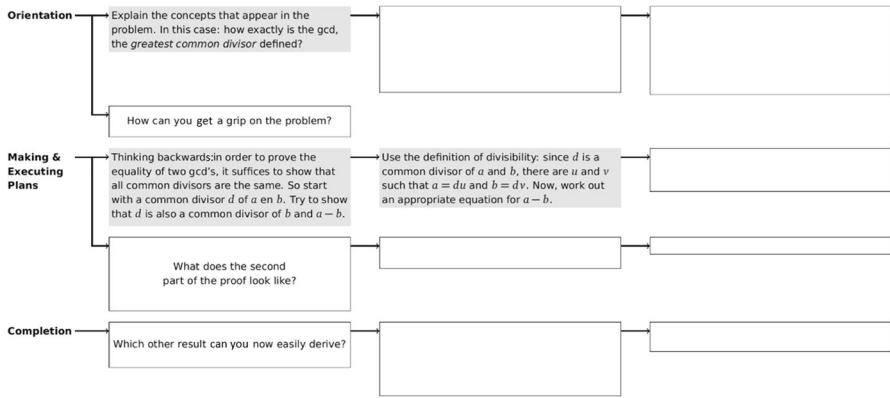 Orientation
Explain the concepts that appear in the
problem. In this case: how exactly is the gcd,
the greatest common divisor defined?
How can you get a grip on the problem?
Making &
Executing
Plans
Thinking backwards:in order to prove the
equality of two gcd's, it suffices to show that
all common divisors are the same. So start
with a common divisor d of a en b. Try to show
that d is also a common divisor of b and a − b.
Use the definition of divisibility: since d is a
common divisor of a and b, there are u and v
such that a = du and b = dv. Now, work out
an appropriate equation for a − b.
What does the second
part of the proof look like?
Completion
Which other result can you now easily derive?